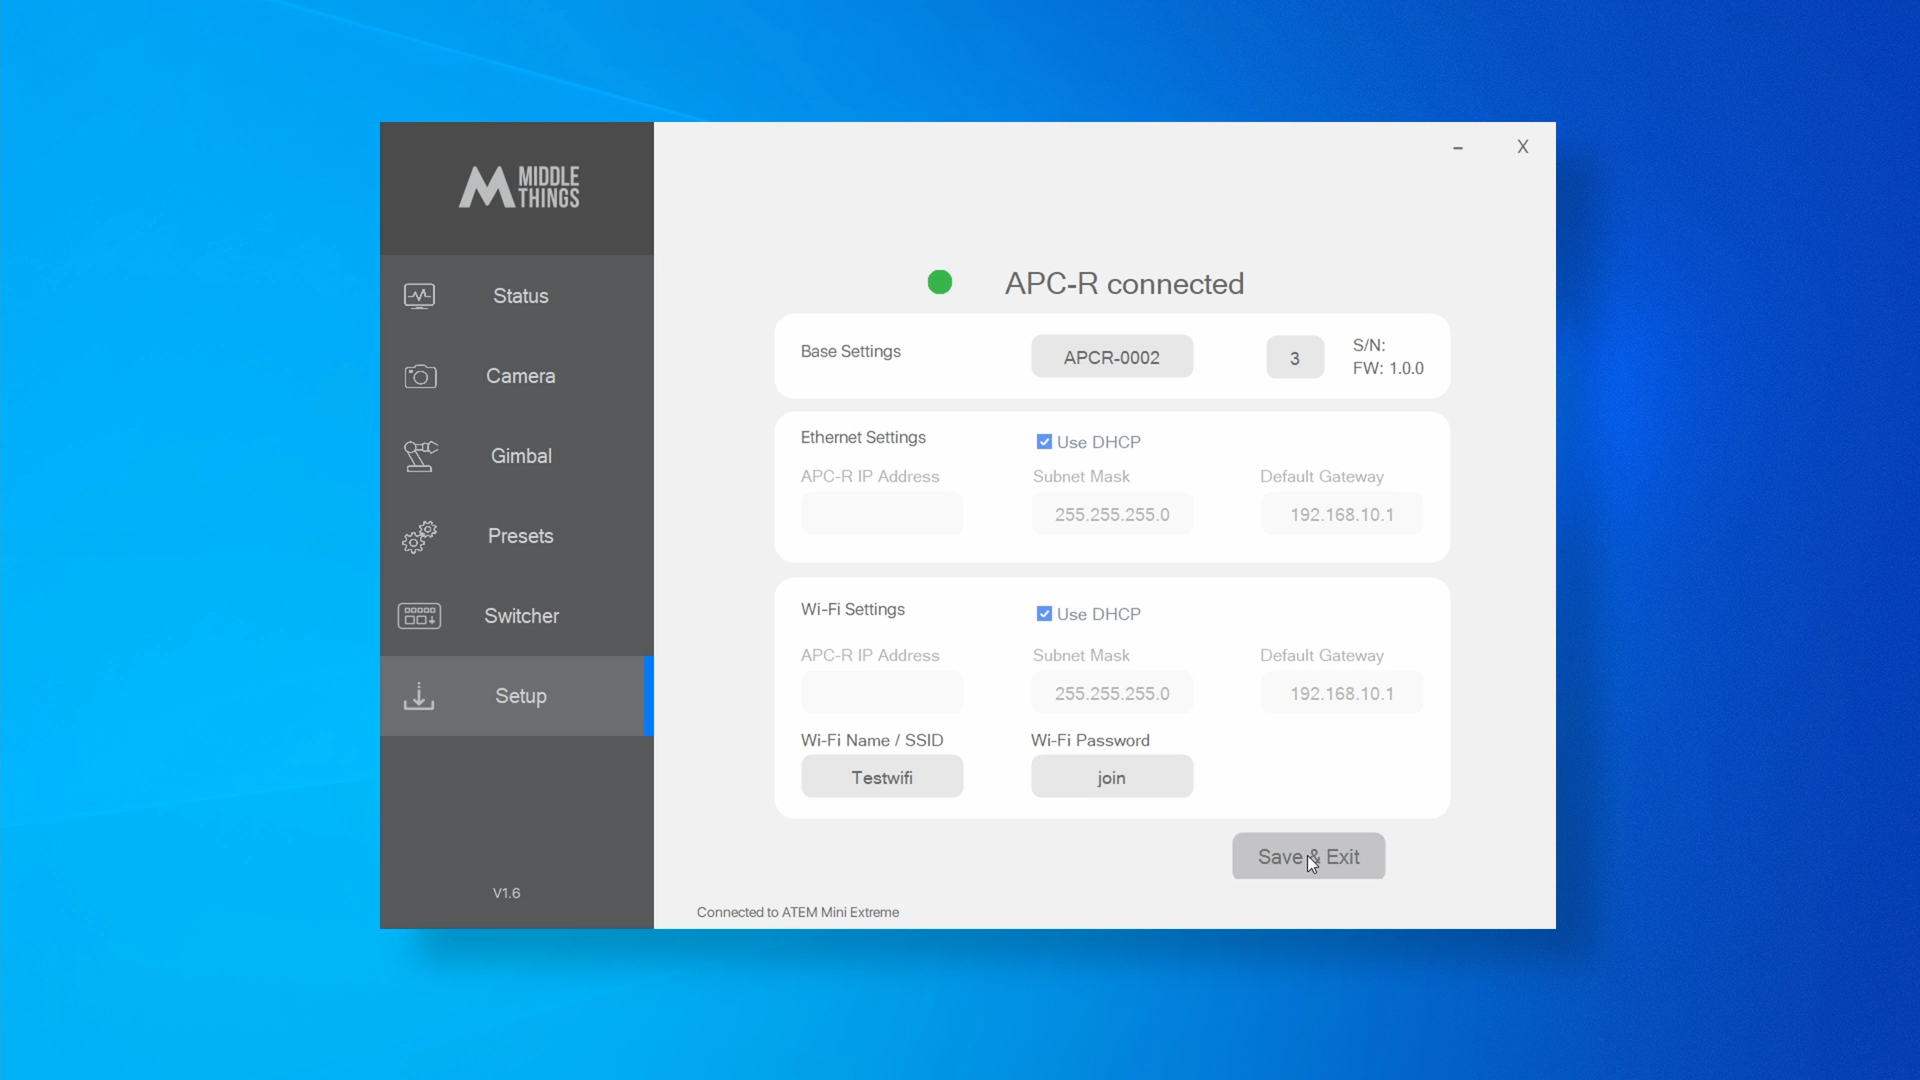 MIDDLE
THINGS
Status
Camera
Gimbal
Presets
Switcher
Setup
V1.6
– X
APC-R connected
Base Settings APCR-0002 3 S/N:
FW: 1.0.0
Ethernet Settings Use DHCP
APC-R IP Address Subnet Mask Default Gateway
255.255.255.0 192.168.10.1
Wi-Fi Settings Use DHCP
APC-R IP Address Subnet Mask Default Gateway
255.255.255.0 192.168.10.1
Wi-Fi Name / SSID Wi-Fi Password
Testwifi join
Save & Exit
Connected to ATEM Mini Extreme